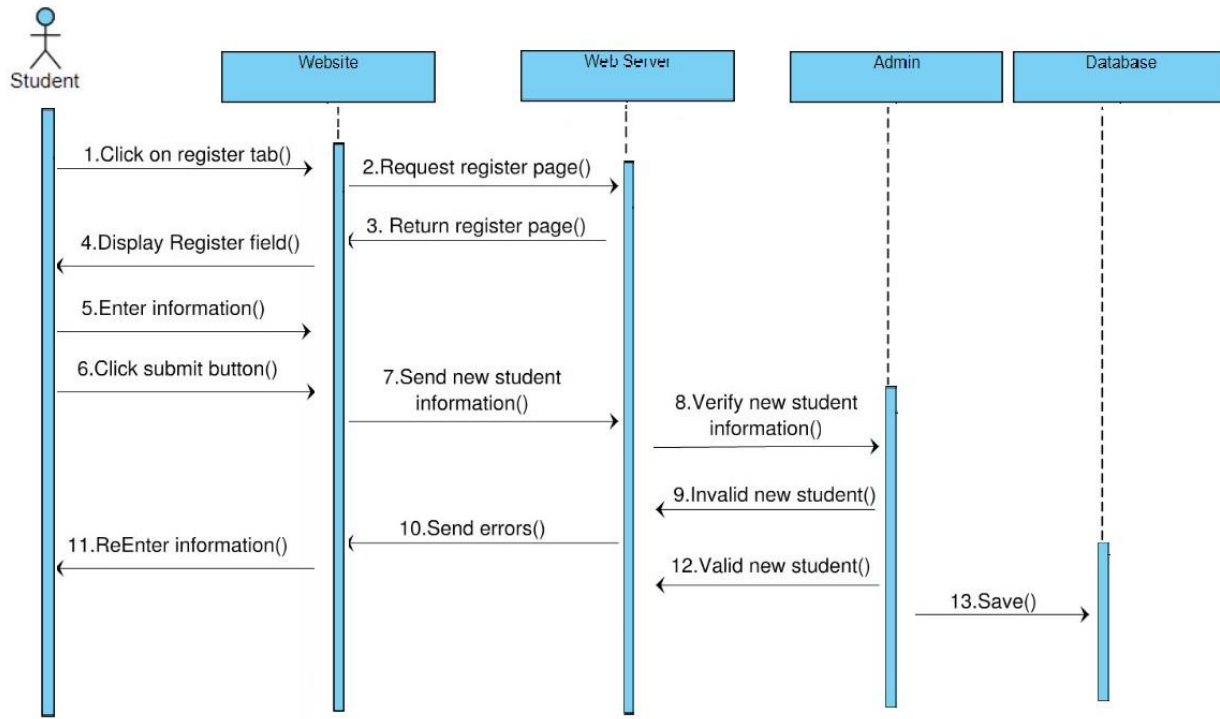 Student
Website
Web Server
Admin
Database
1.Click on register tab()
2.Request register page()
3. Return register page()
4.Display Register field()
5.Enter information()
6.Click submit button()
7.Send new student
information()
8.Verify new student
information()
9.Invalid new student()
10.Send errors()
11.ReEnter information()
12.Valid new student()
13.Save()